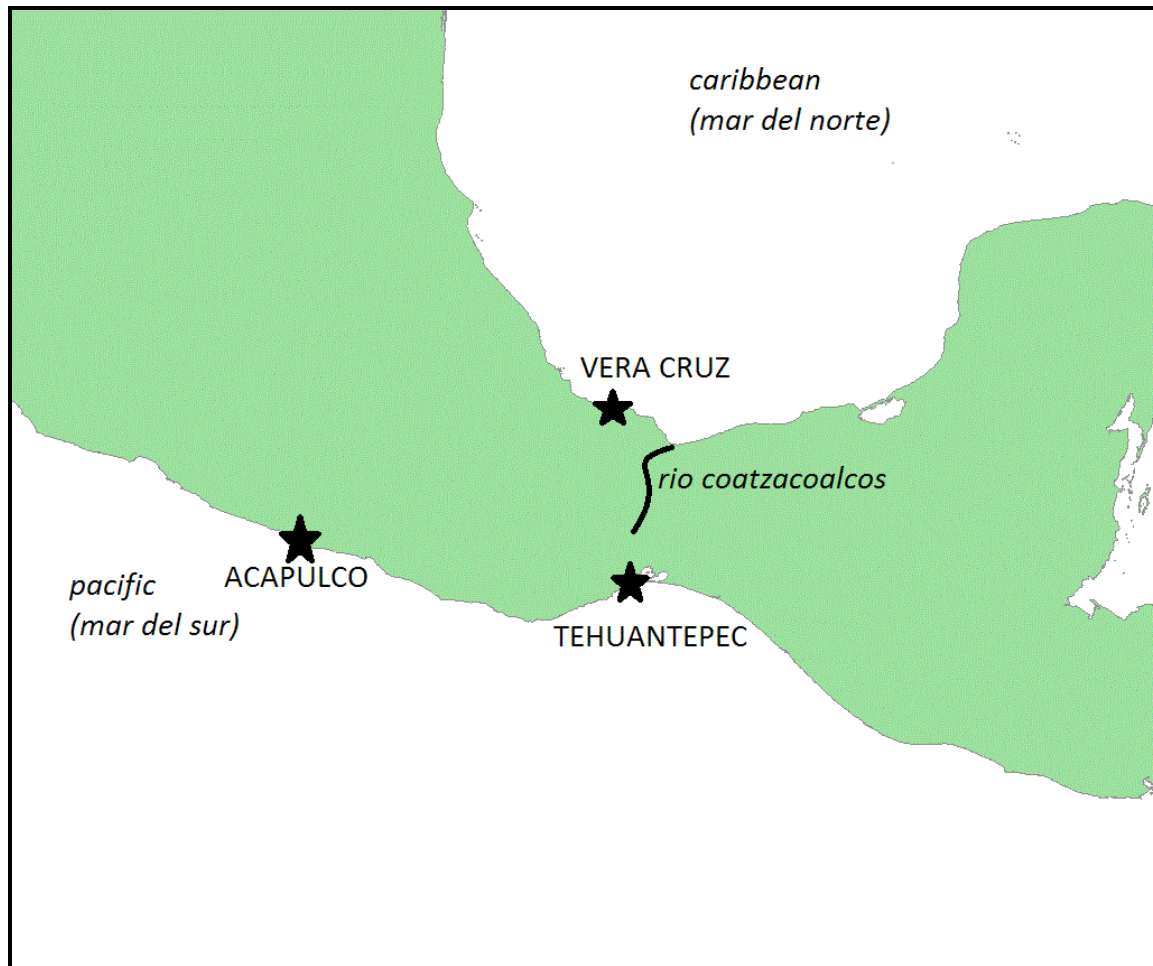 caribbean
(mar del norte)
VERA CRUZ
rio coatzacoalcos
ACAPULCO
pacific
(mar del sur)
TEHUANTEPEC